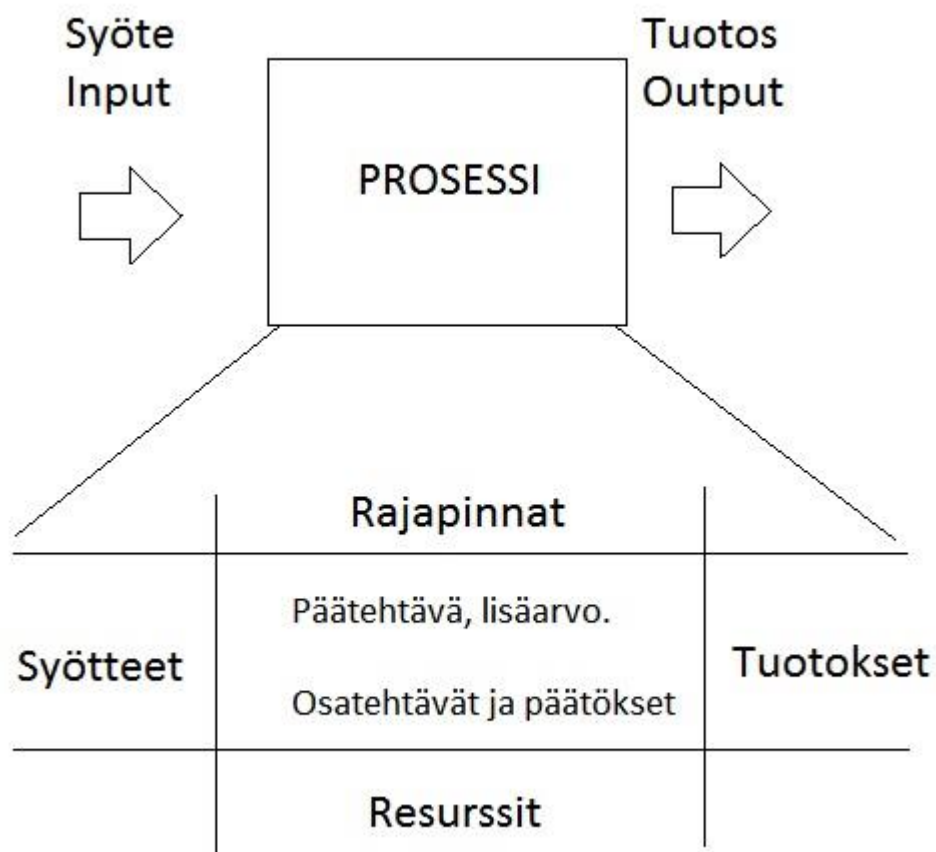 Syöte
Input
Tuotos
Output
PROSESSI
Rajapinnat
Päätehtävä, lisäarvo.
Syötteet
Tuotokset
Osatehtävät ja päätökset
Resurssit